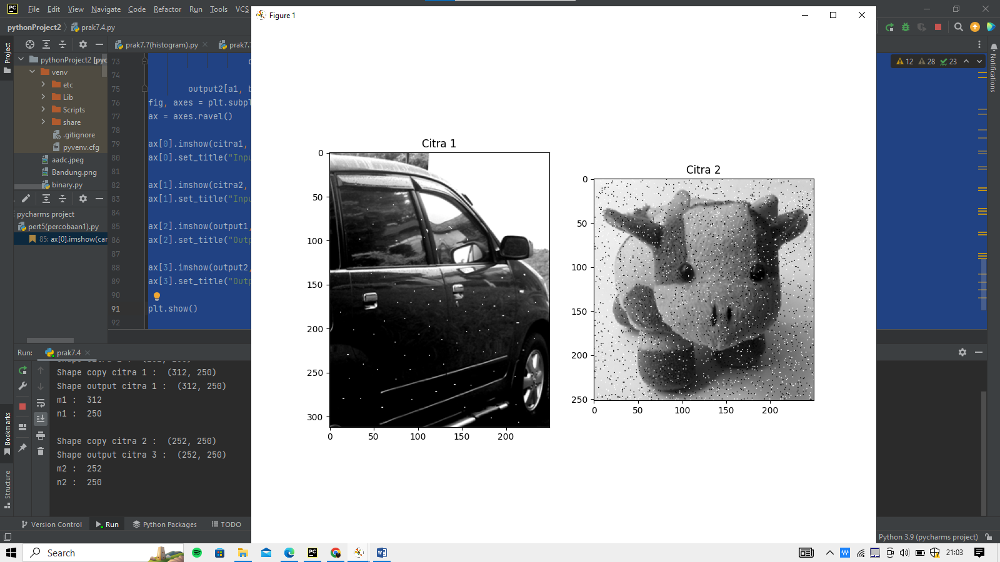 File Edit View Navigate Code Refactor Run Tools VCS
Figure 1
pythonProject2 prak7.4.py
Project
prak7.7(histogram).py
prak7.
pythonProject2 [pyc
venv
etc
Lib
Scripts
share
.gitignore
pyvenv.cfg
aadc.jpeg
Bandung.png
binary.py
pycharms project
pert5(percobaan1).py
85: ax[0].imshow(car
73
74
75 output2[a1, b
76 fig, axes = plt.subpl
77 ax = axes.ravel()
78
79 ax[0].imshow(citra1,
80 ax[0].set_title("Inpu
81
82 ax[1].imshow(citra2,
83 ax[1].set_title("Inpu
84
85 ax[2].imshow(output1,
86 ax[2].set_title("Outp
87
88 ax[3].imshow(output2,
89 ax[3].set_title("Outp
90
91 plt.show()
92
12 28 23
Notifications
Citra 1
0
50
100
150
200
250
300
0 50 100 150 200
Citra 2
0
50
100
150
200
250
0 50 100 150 200
Run: prak7.4
Shape copy citra 1 : (312, 250)
Shape output citra 1 : (312, 250)
m1 : 312
n1 : 250
Shape copy citra 2 : (252, 250)
Shape output citra 3 : (252, 250)
m2 : 252
n2 : 250
Bookmarks
Structure
Version Control Run Python Packages TODO
Python 3.9 (pycharms project)
Search
21:03